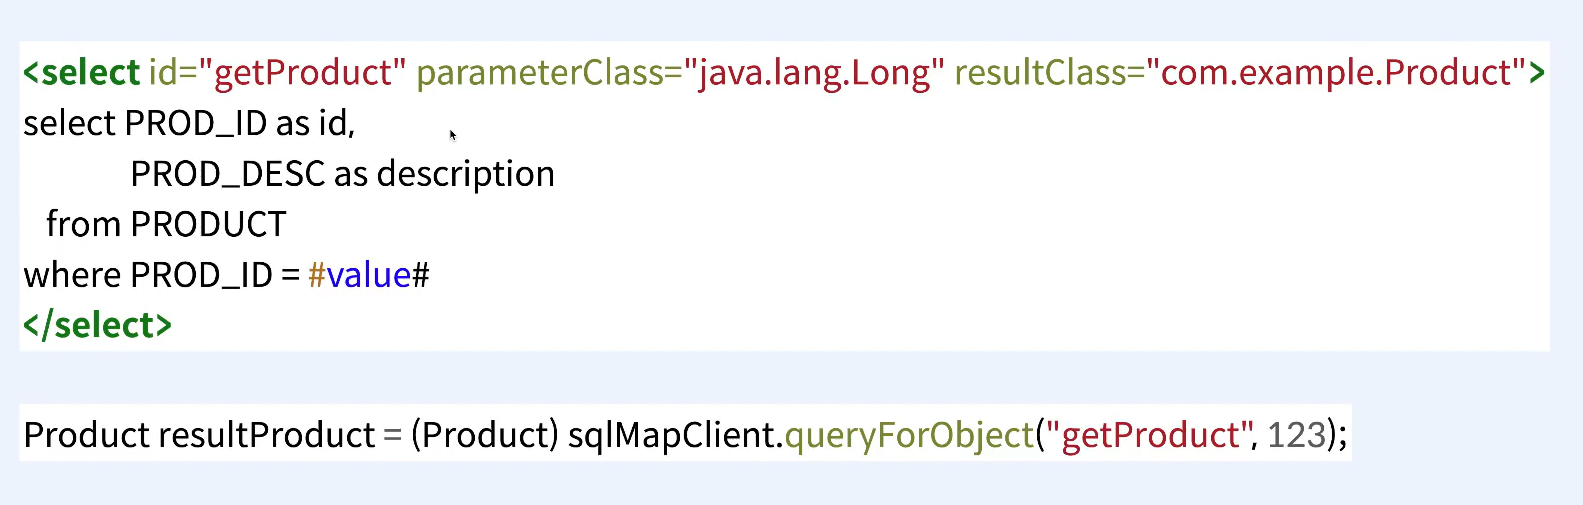 <select id="getProduct" parameterClass="java.lang.Long" resultClass="com.example.Product">
select PROD_ID as id,
PROD_DESC as description
from PRODUCT
where PROD_ID = #value#
</select>
Product resultProduct = (Product) sqlMapClient.queryForObject("getProduct", 123);